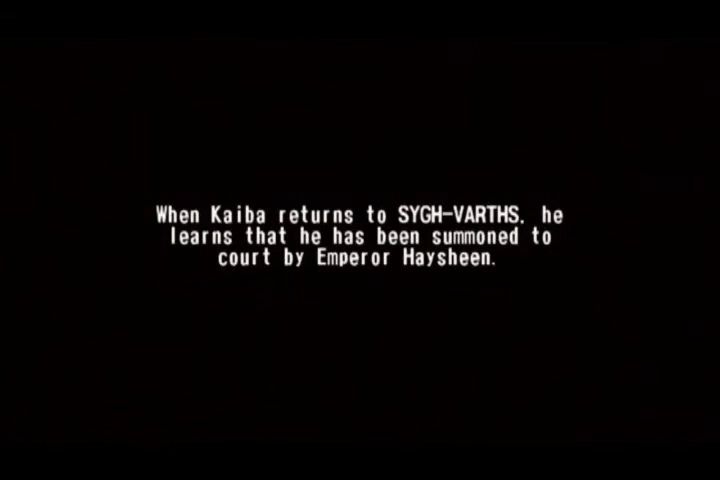 When Kaiba returns to SYGH-VARTHS, he
learns that he has been summoned to
court by Emperor Haysheen.